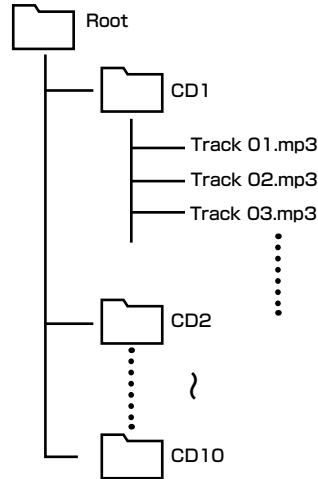 Root
CD1
Track 01.mp3
Track 02.mp3
Track 03.mp3
CD2
CD10